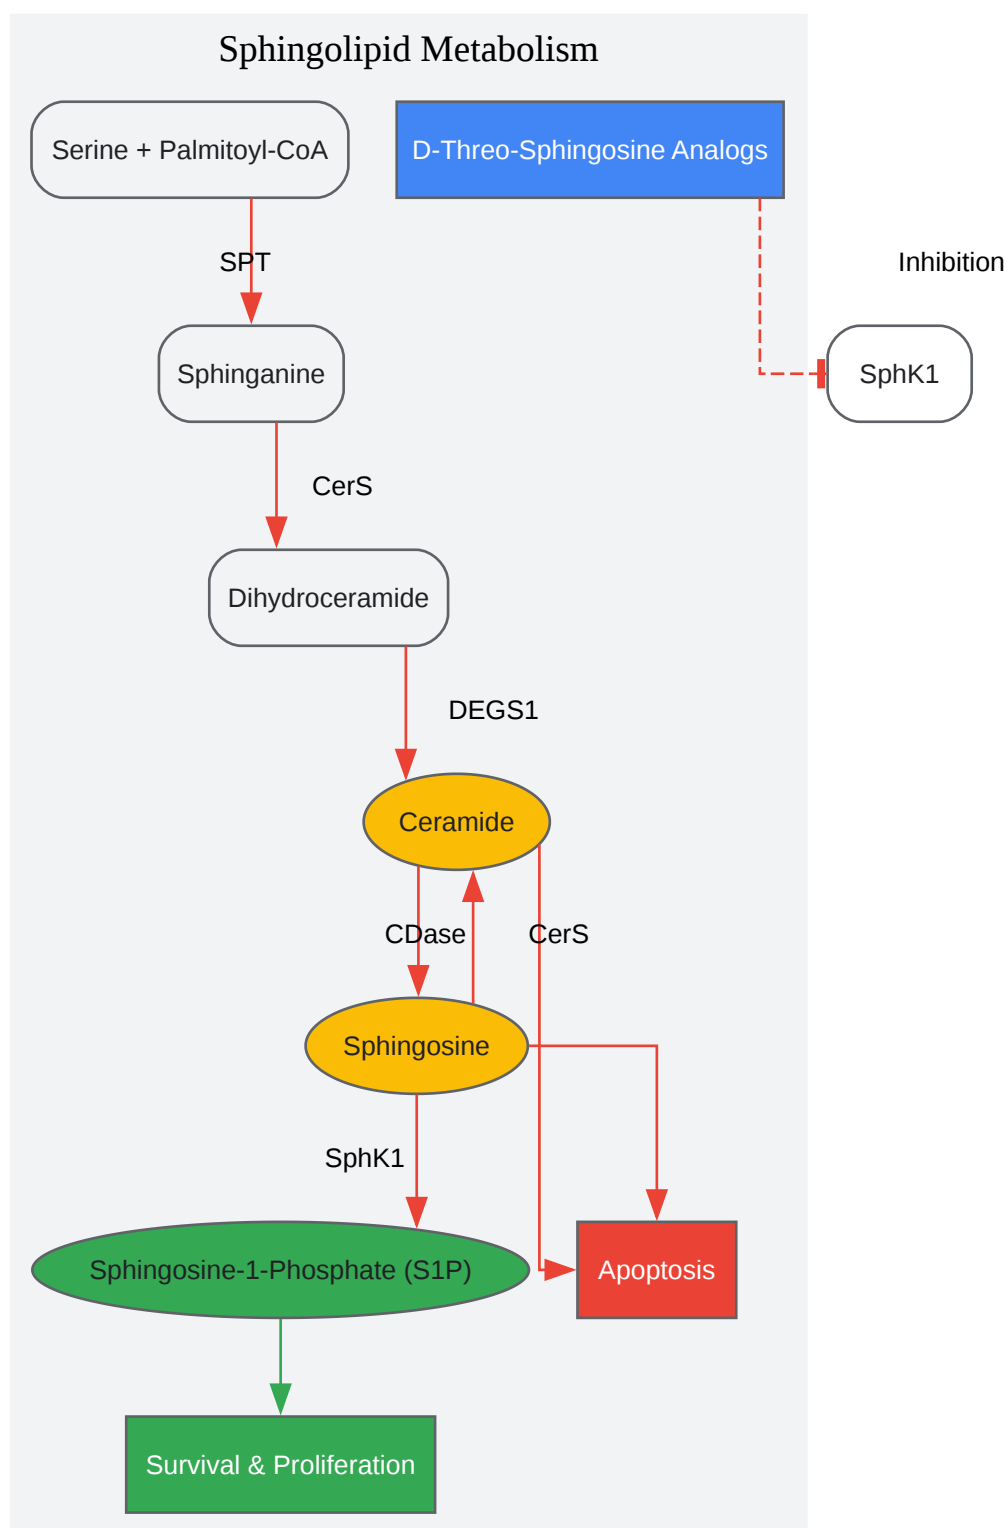 Sphingolipid Metabolism
Serine + Palmitoyl-CoA
D-Threo-Sphingosine Analogs
SPT
Inhibition
Sphinganine
SphK1
CerS
Dihydroceramide
DEGS1
Ceramide
CDase
CerS
Sphingosine
SphK1
Sphingosine-1-Phosphate (S1P)
Apoptosis
Survival & Proliferation